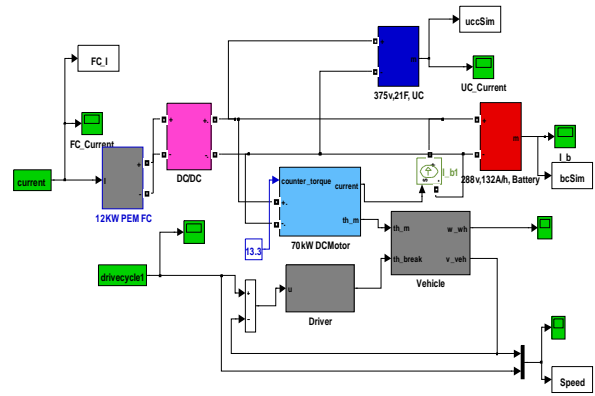 uccSim
FC_I
UC_Current
375v,21F, UC
FC_Current
+
+
+.
+
m
I_b
-
-
-.
-
bcSim
current
I
+
-
DC/DC
counter_torque
current
I_b1
288v,132A/h, Battery
12KW PEM FC
+.
-.
th_m
th_m
w_wh
13.3
70kW DCMotor
th_break
v_veh
drivecycle1
u
Vehicle
+
-
Driver
Speed